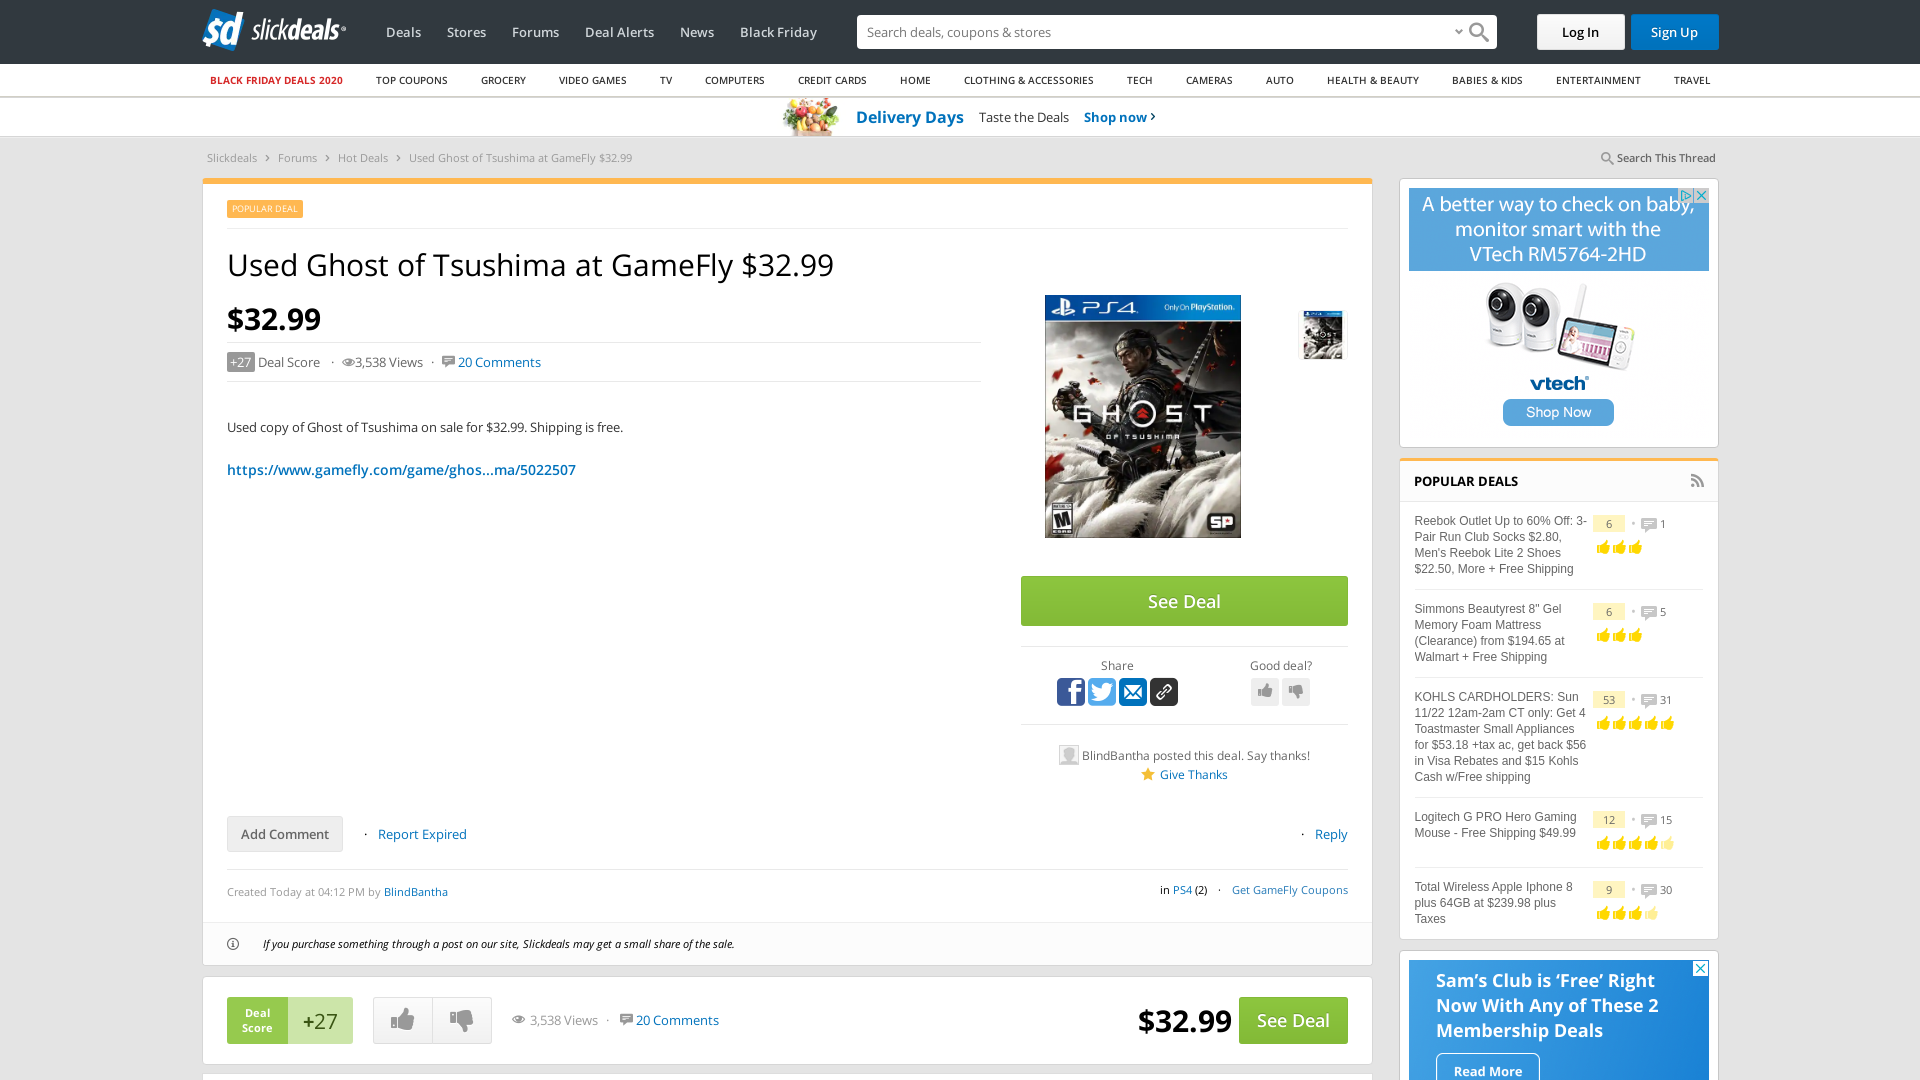 slickdeals
Deals
Stores
Forums
Deal Alerts
News
Black Friday
Search deals, coupons & stores
Log In
Sign Up
BLACK FRIDAY DEALS 2020
TOP COUPONS
GROCERY
VIDEO GAMES
TV
COMPUTERS
CREDIT CARDS
HOME
CLOTHING & ACCESSORIES
TECH
CAMERAS
AUTO
HEALTH & BEAUTY
BABIES & KIDS
ENTERTAINMENT
TRAVEL
Delivery Days Taste the Deals Shop now ›
Slickdeals › Forums › Hot Deals › Used Ghost of Tsushima at GameFly $32.99
Search This Thread
POPULAR DEAL
Used Ghost of Tsushima at GameFly $32.99
$32.99
+27 Deal Score · 3,538 Views · 20 Comments
Used copy of Ghost of Tsushima on sale for $32.99. Shipping is free.
https://www.gamefly.com/game/ghos...ma/5022507
PS4 Only On PlayStation.
GHOST
OF TSUSHIMA
M
SP
See Deal
Share
Good deal?
BlindBantha posted this deal. Say thanks!
Give Thanks
Add Comment · Report Expired
· Reply
Created Today at 04:12 PM by BlindBantha
in PS4 (2) · Get GameFly Coupons
If you purchase something through a post on our site, Slickdeals may get a small share of the sale.
Deal
Score
+27
3,538 Views · 20 Comments
$32.99
See Deal
A better way to check on baby,
monitor smart with the
VTech RM5764-2HD
vtech
Shop Now
POPULAR DEALS
Reebok Outlet Up to 60% Off: 3-
Pair Run Club Socks $2.80,
Men's Reebok Lite 2 Shoes
$22.50, More + Free Shipping
6 • 1
Simmons Beautyrest 8" Gel
Memory Foam Mattress
(Clearance) from $194.65 at
Walmart + Free Shipping
6 • 5
KOHLS CARDHOLDERS: Sun
11/22 12am-2am CT only: Get 4
Toastmaster Small Appliances
for $53.18 +tax ac, get back $56
in Visa Rebates and $15 Kohls
Cash w/Free shipping
53 • 31
Logitech G PRO Hero Gaming
Mouse - Free Shipping $49.99
12 • 15
Total Wireless Apple Iphone 8
plus 64GB at $239.98 plus
Taxes
9 • 30
Sam's Club is ‘Free’ Right
Now With Any of These 2
Membership Deals
Read More